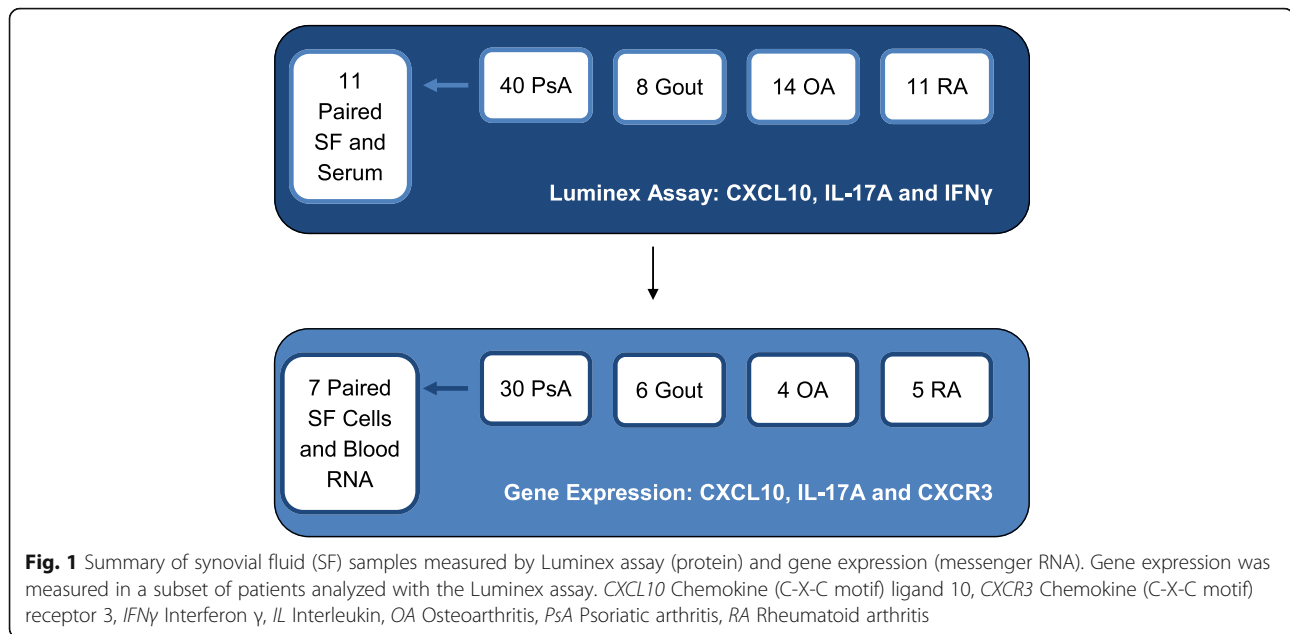 11
Paired
SF and
Serum
40 PsA
8 Gout
14 OA
11 RA
Luminex Assay: CXCL10, IL-17A and IFNγ
7 Paired
SF Cells
and Blood
RNA
30 PsA
6 Gout
4 OA
5 RA
Gene Expression: CXCL10, IL-17A and CXCR3
Fig. 1 Summary of synovial fluid (SF) samples measured by Luminex assay (protein) and gene expression (messenger RNA). Gene expression was
measured in a subset of patients analyzed with the Luminex assay. CXCL10 Chemokine (C-X-C motif) ligand 10, CXCR3 Chemokine (C-X-C motif)
receptor 3, IFNγ Interferon γ, IL Interleukin, OA Osteoarthritis, PsA Psoriatic arthritis, RA Rheumatoid arthritis